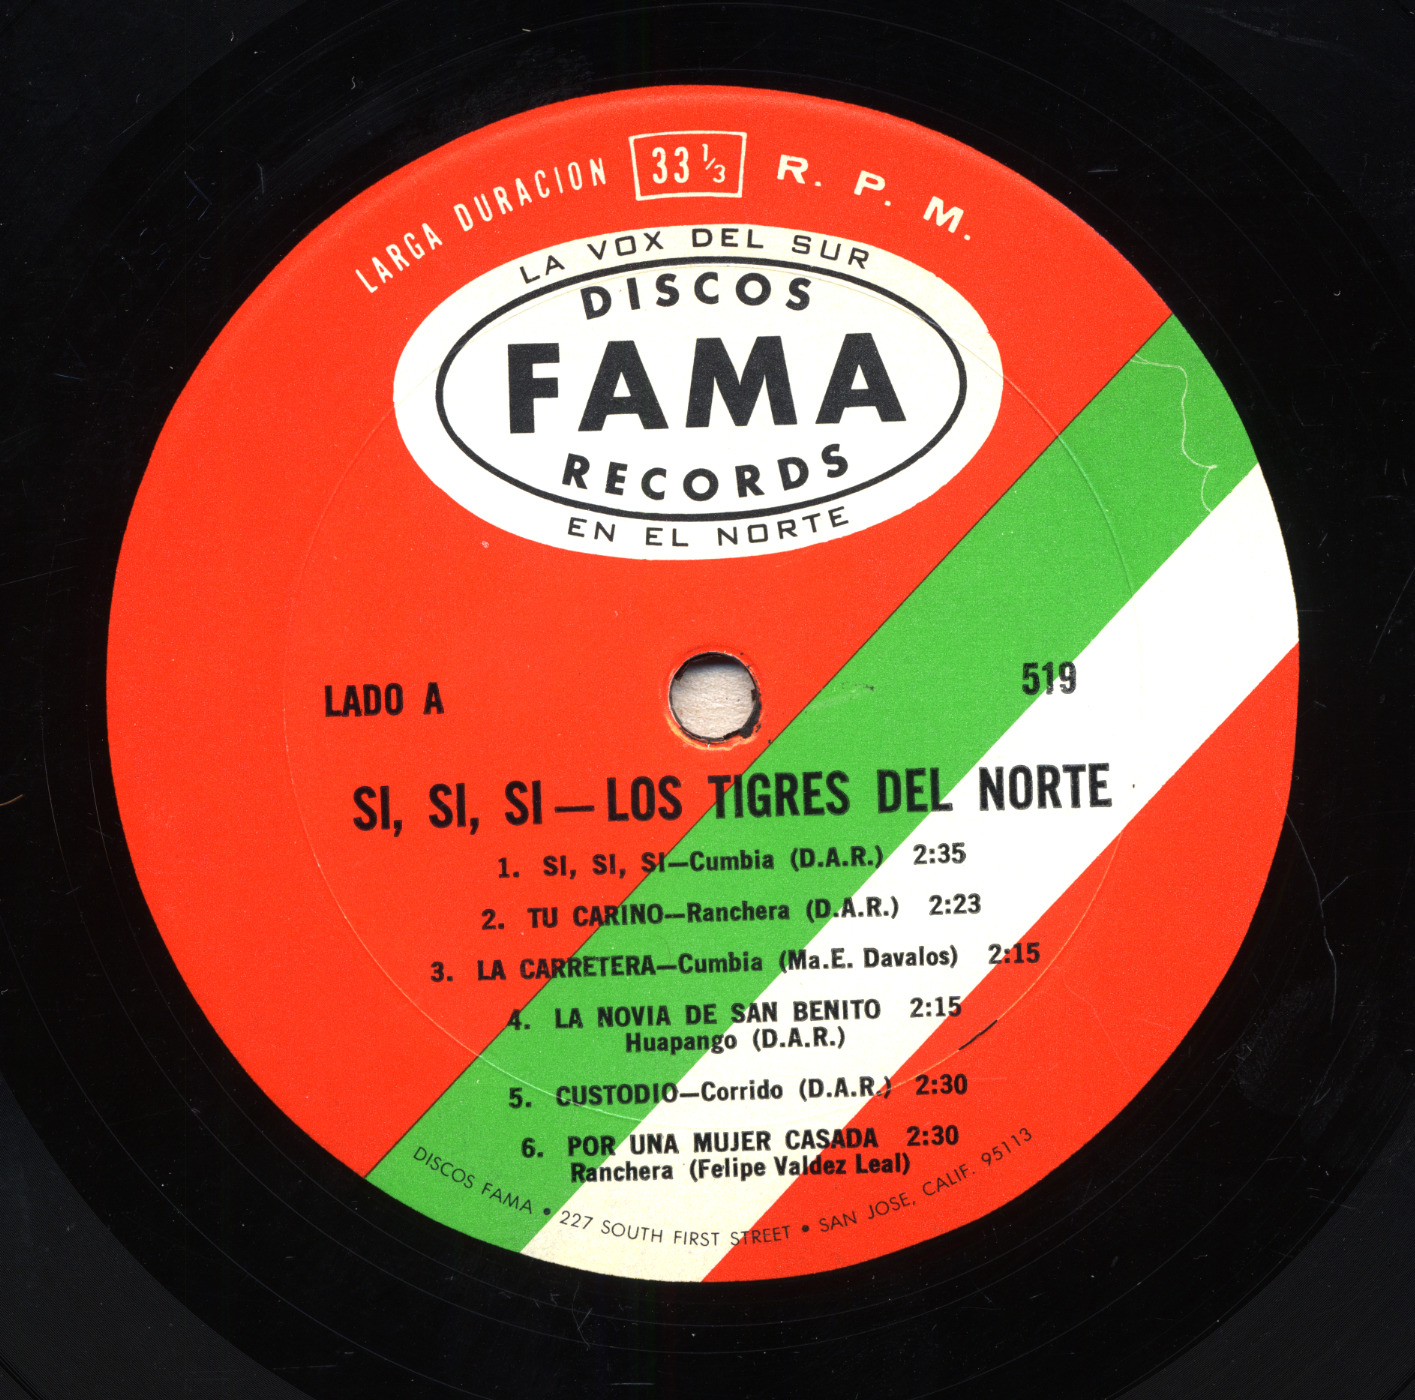 LARGA DURACION 33 1/3 R. P. M.
LA VOX DEL SUR
DISCOS
FAMA
RECORDS
EN EL NORTE
LADO A
519
SI, SI, SI—LOS TIGRES DEL NORTE
1. SI, SI, SI—Cumbia (D.A.R.) 2:35
2. TU CARINO—Ranchera (D.A.R.) 2:23
3. LA CARRETERA—Cumbia (Ma.E. Davalos) 2:15
4. LA NOVIA DE SAN BENITO 2:15
Huapango (D.A.R.)
5. CUSTODIO—Corrido (D.A.R.) 2:30
6. POR UNA MUJER CASADA 2:30
Ranchera (Felipe Valdez Leal)
DISCOS FAMA • 227 SOUTH FIRST STREET • SAN JOSE, CALIF. 95113